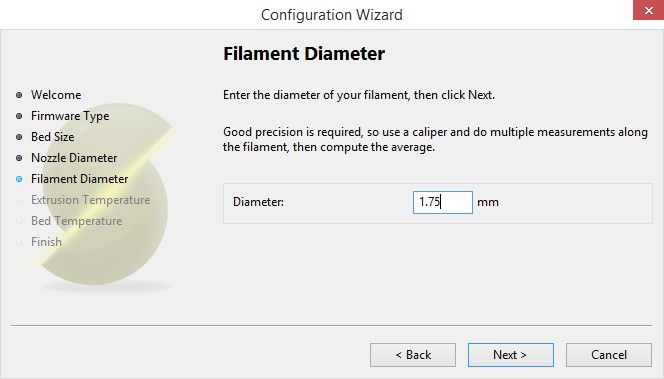 Configuration Wizard
Filament Diameter
Welcome
Firmware Type
Bed Size
Nozzle Diameter
Filament Diameter
Extrusion Temperature
Bed Temperature
Finish
Enter the diameter of your filament, then click Next.
Good precision is required, so use a caliper and do multiple measurements along
the filament, then compute the average.
Diameter: 1.75 mm
< Back Next > Cancel